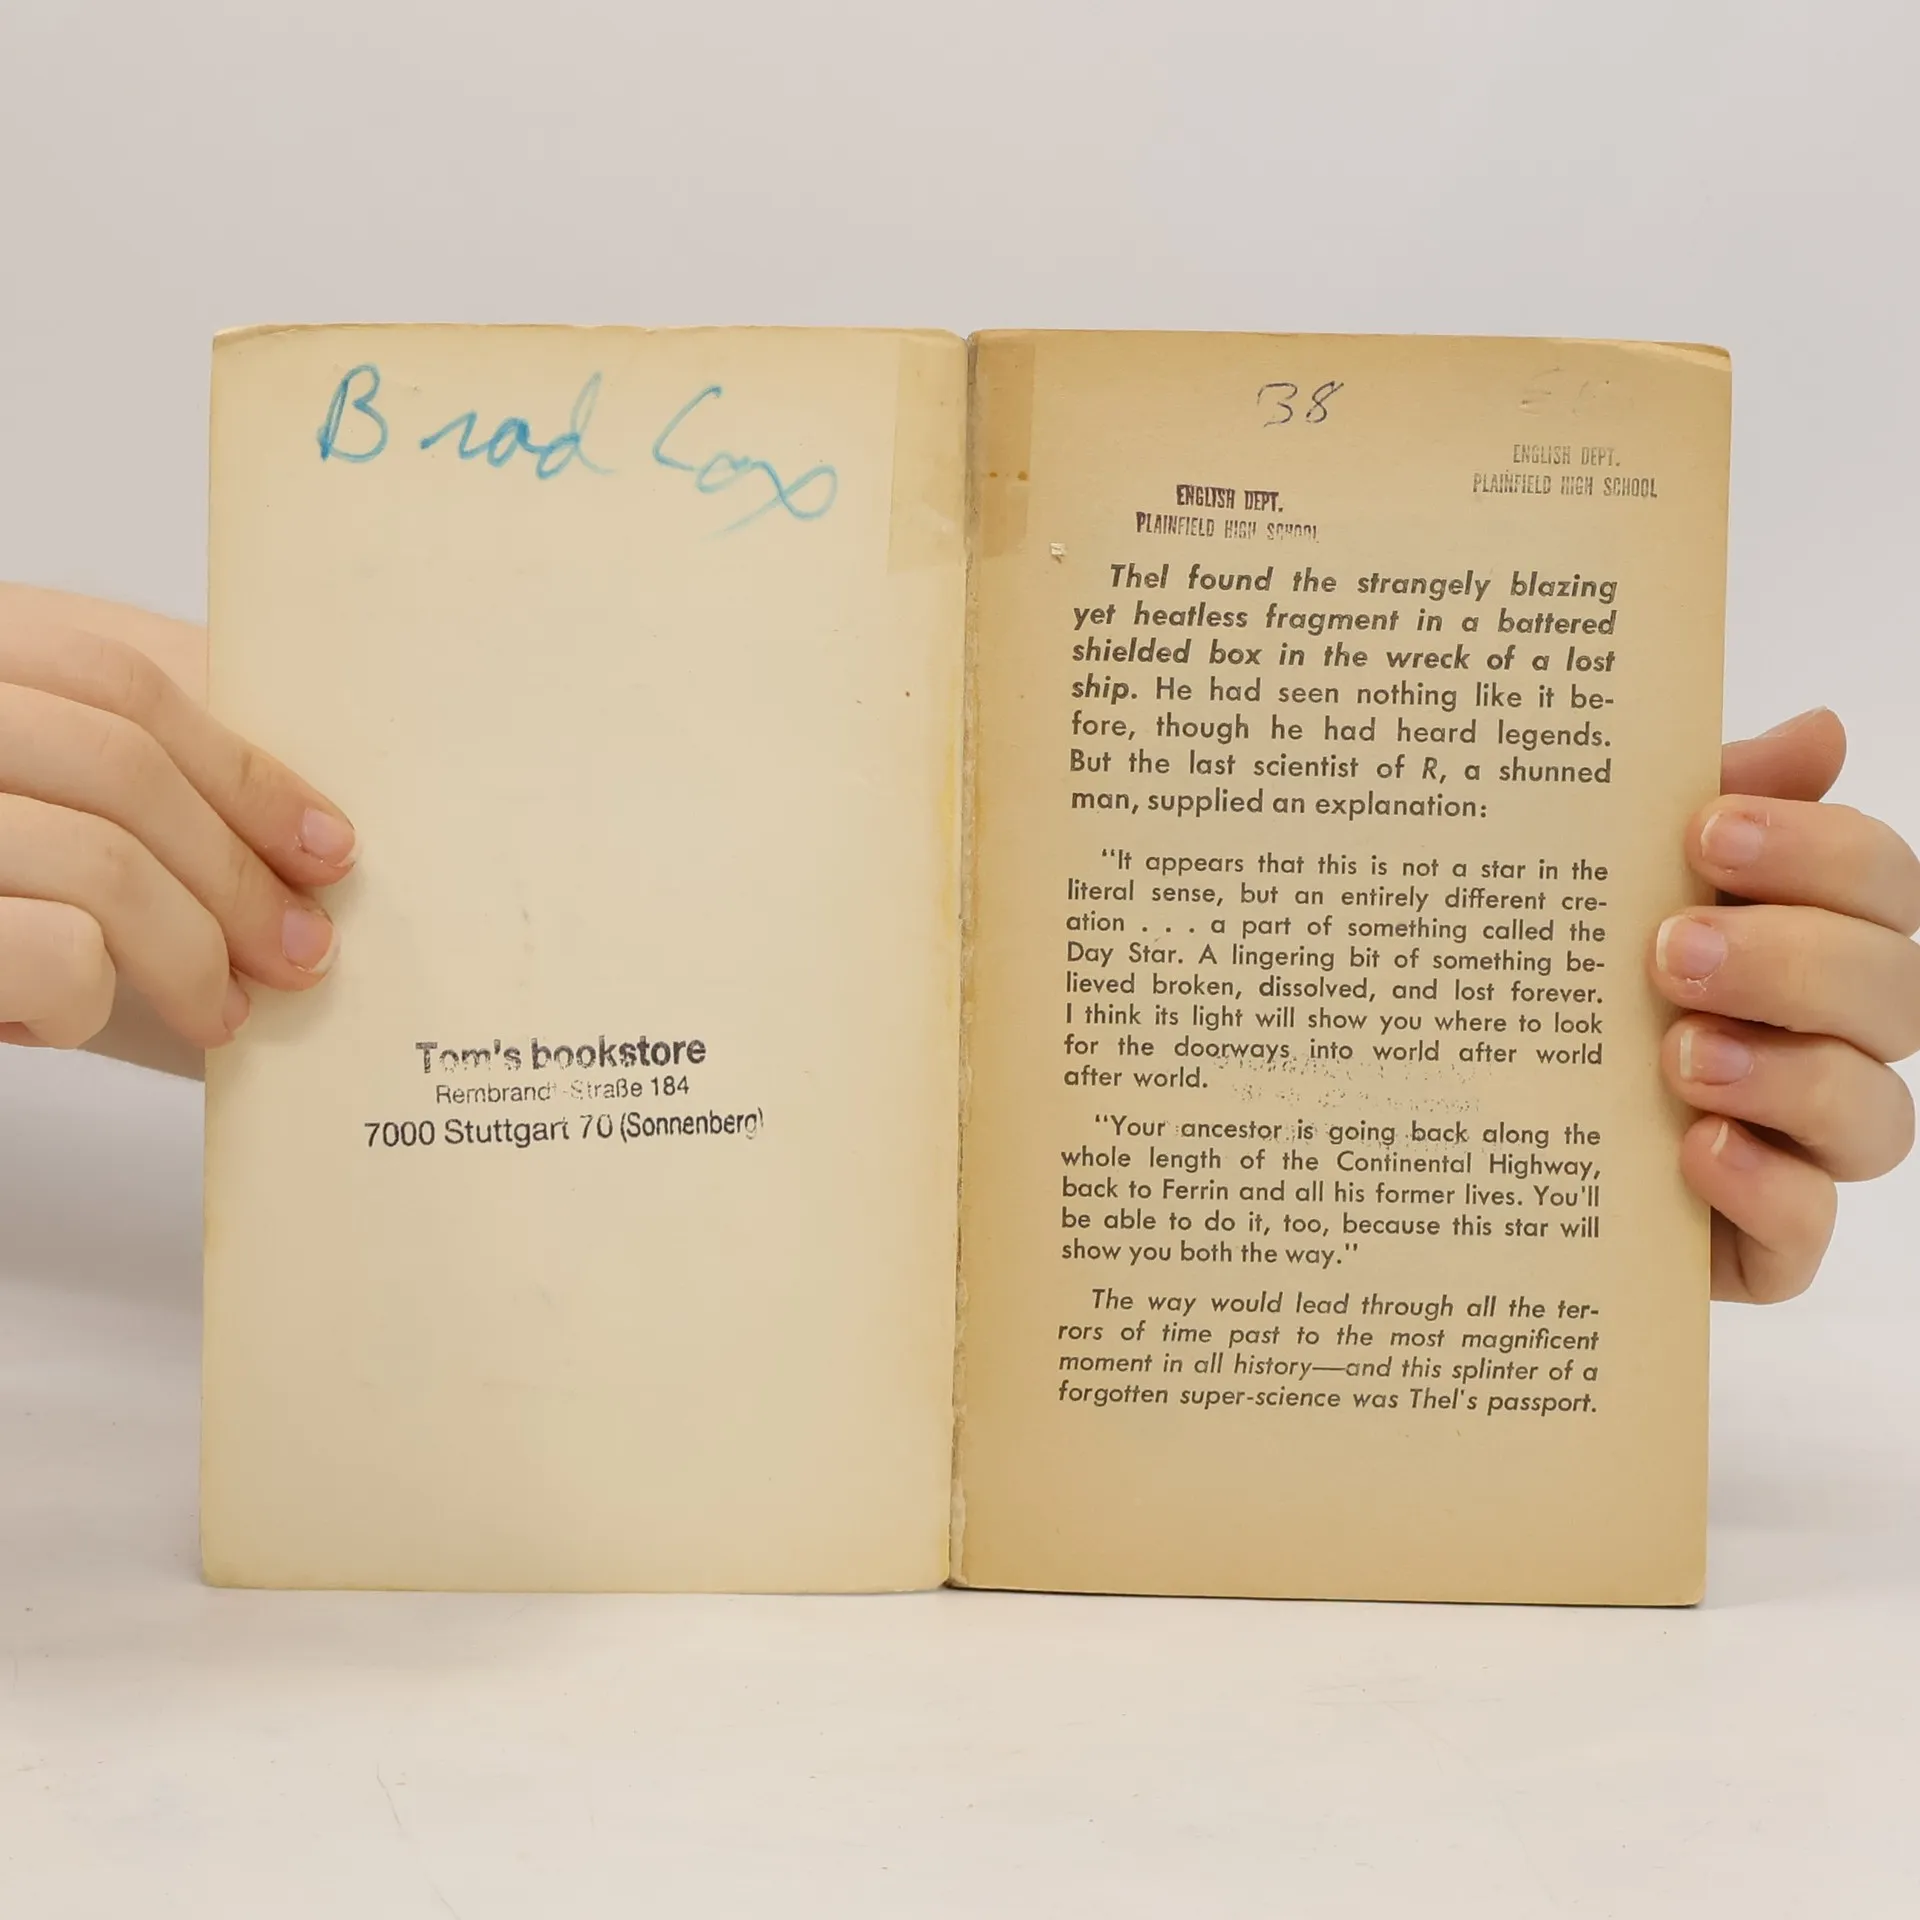 Brad Cox
Tom's bookstore
Rembrandt-Straße 184
7000 Stuttgart 70 (Sonnenberg)
38
ENGLISH DEPT.
PLAINFIELD HIGH SCHOOL
ENGLISH DEPT.
PLAINFIELD HIGH SCHOOL
Thel found the strangely blazing
yet heatless fragment in a battered
shielded box in the wreck of a lost
ship. He had seen nothing like it be-
fore, though he had heard legends.
But the last scientist of R, a shunned
man, supplied an explanation:
"It appears that this is not a star in the
literal sense, but an entirely different cre-
ation . . . a part of something called the
Day Star. A lingering bit of something be-
lieved broken, dissolved, and lost forever.
I think its light will show you where to look
for the doorways into world after world
after world.
"Your ancestor is going back along the
whole length of the Continental Highway,
back to Ferrin and all his former lives. You'll
be able to do it, too, because this star will
show you both the way."
The way would lead through all the ter-
rors of time past to the most magnificent
moment in all history—and this splinter of a
forgotten super-science was Thel's passport.